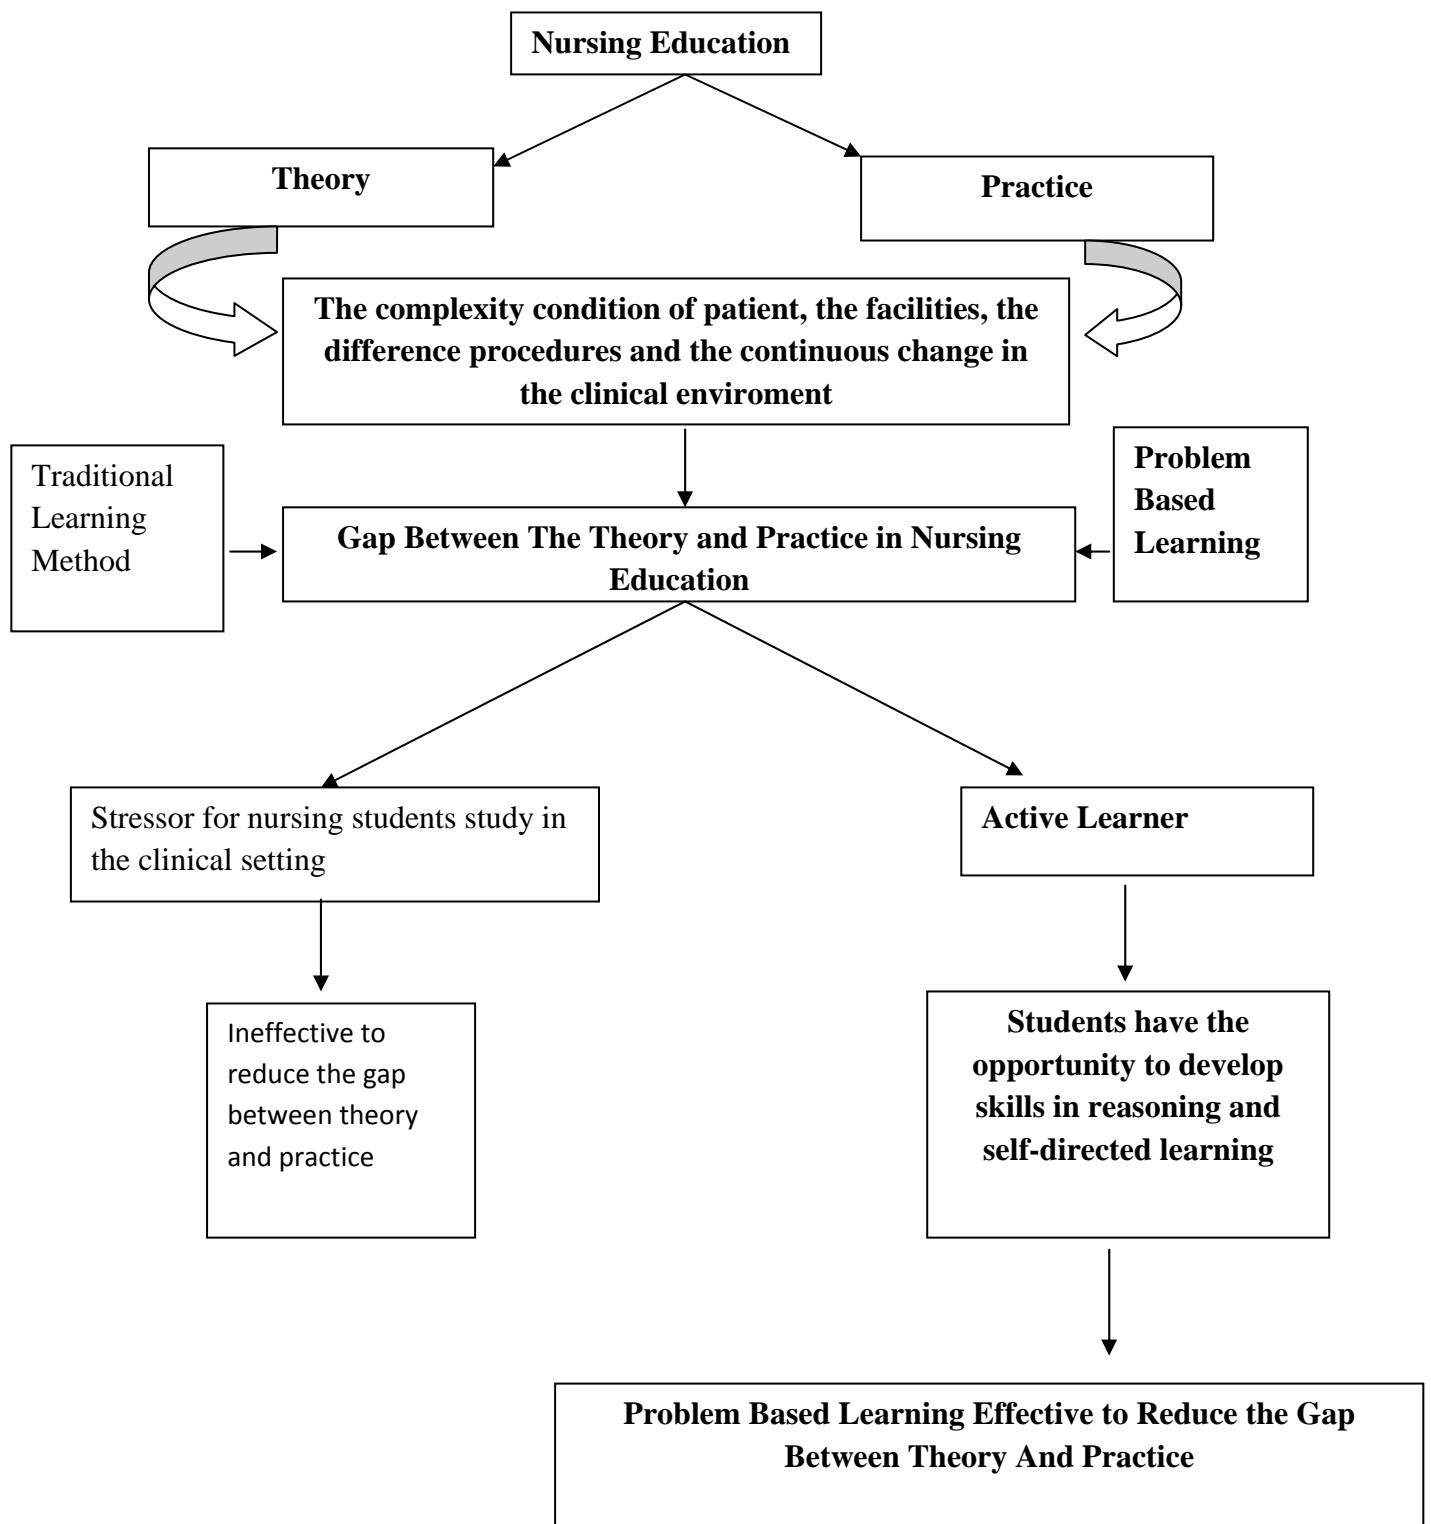 Nursing Education
Theory
Practice
The complexity condition of patient, the facilities, the
difference procedures and the continuous change in
the clinical enviroment
Traditional
Learning
Method
Problem
Based
Learning
Gap Between The Theory and Practice in Nursing
Education
Stressor for nursing students study in
the clinical setting
Active Learner
Ineffective to
reduce the gap
between theory
and practice
Students have the
opportunity to develop
skills in reasoning and
self-directed learning
Problem Based Learning Effective to Reduce the Gap
Between Theory And Practice